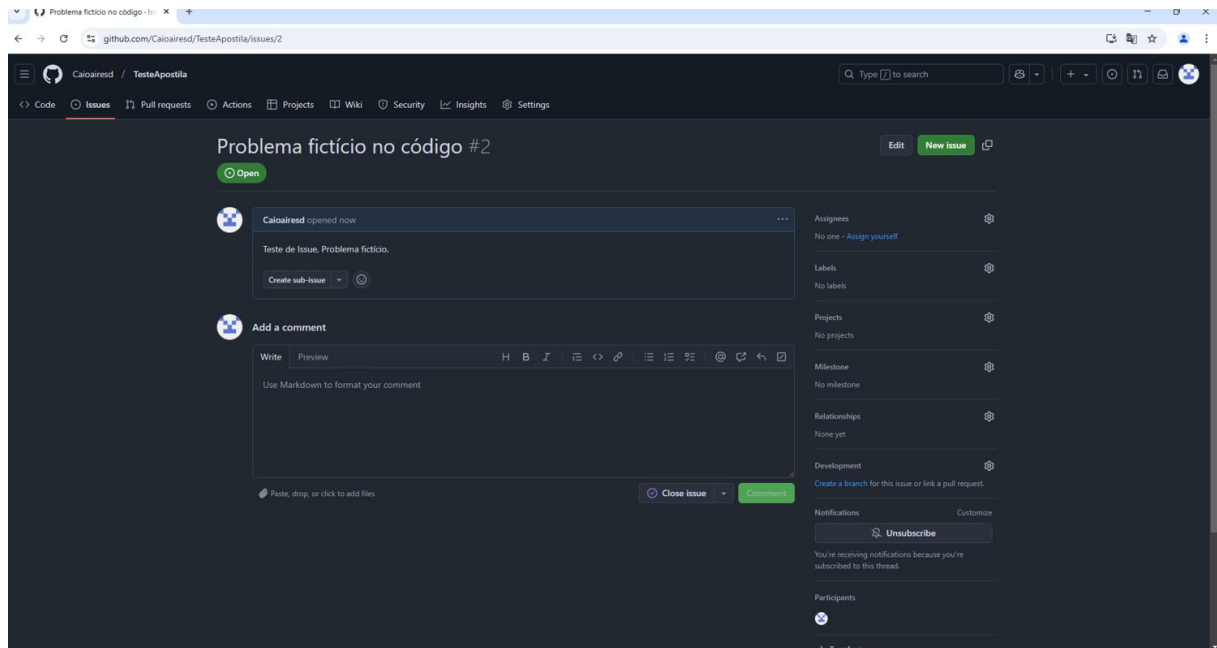 Problema fictício no código · Iss
github.com/Caioairesd/TesteApostila/issues/2
Caioairesd / TesteApostila
Type / to search
Code Issues Pull requests Actions Projects Wiki Security Insights Settings
Problema fictício no código #2
Edit New issue
Open
Caioairesd opened now
Teste de Issue, Problema fictício.
Create sub-issue
Add a comment
Write Preview
Use Markdown to format your comment
Paste, drop, or click to add files
Close issue Comment
Assignees
No one - Assign yourself
Labels
No labels
Projects
No projects
Milestone
No milestone
Relationships
None yet
Development
Create a branch for this issue or link a pull request.
Notifications Customize
Unsubscribe
You're receiving notifications because you're
subscribed to this thread.
Participants